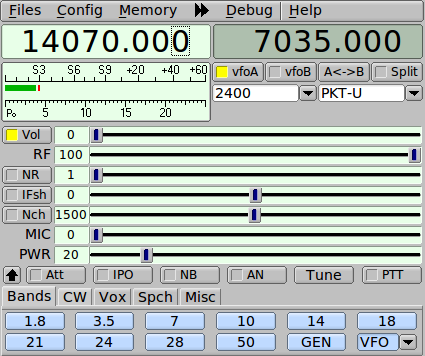 Files Config Memory Debug Help
14070.000 7035.000
S3 S6 S9 +20 +40 +60
Po 5 10 15 20
vfoA vfoB A<->B Split
2400 PKT-U
Vol 0
RF 100
NR 1
IFsh 0
Nch 1500
MIC 0
PWR 20
Att IPO NB AN Tune PTT
Bands CW Vox Spch Misc
1.8 3.5 7 10 14 18
21 24 28 50 GEN VFO